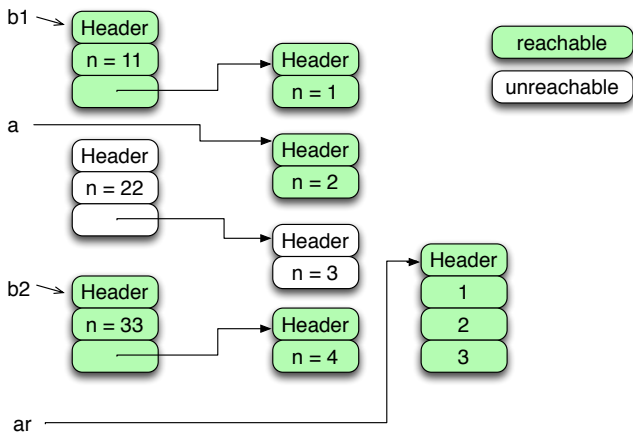 b1
Header
n = 11
Header
n = 1
reachable
unreachable
a
Header
n = 2
Header
n = 22
Header
n = 3
b2
Header
n = 33
Header
n = 4
Header
1
2
3
ar